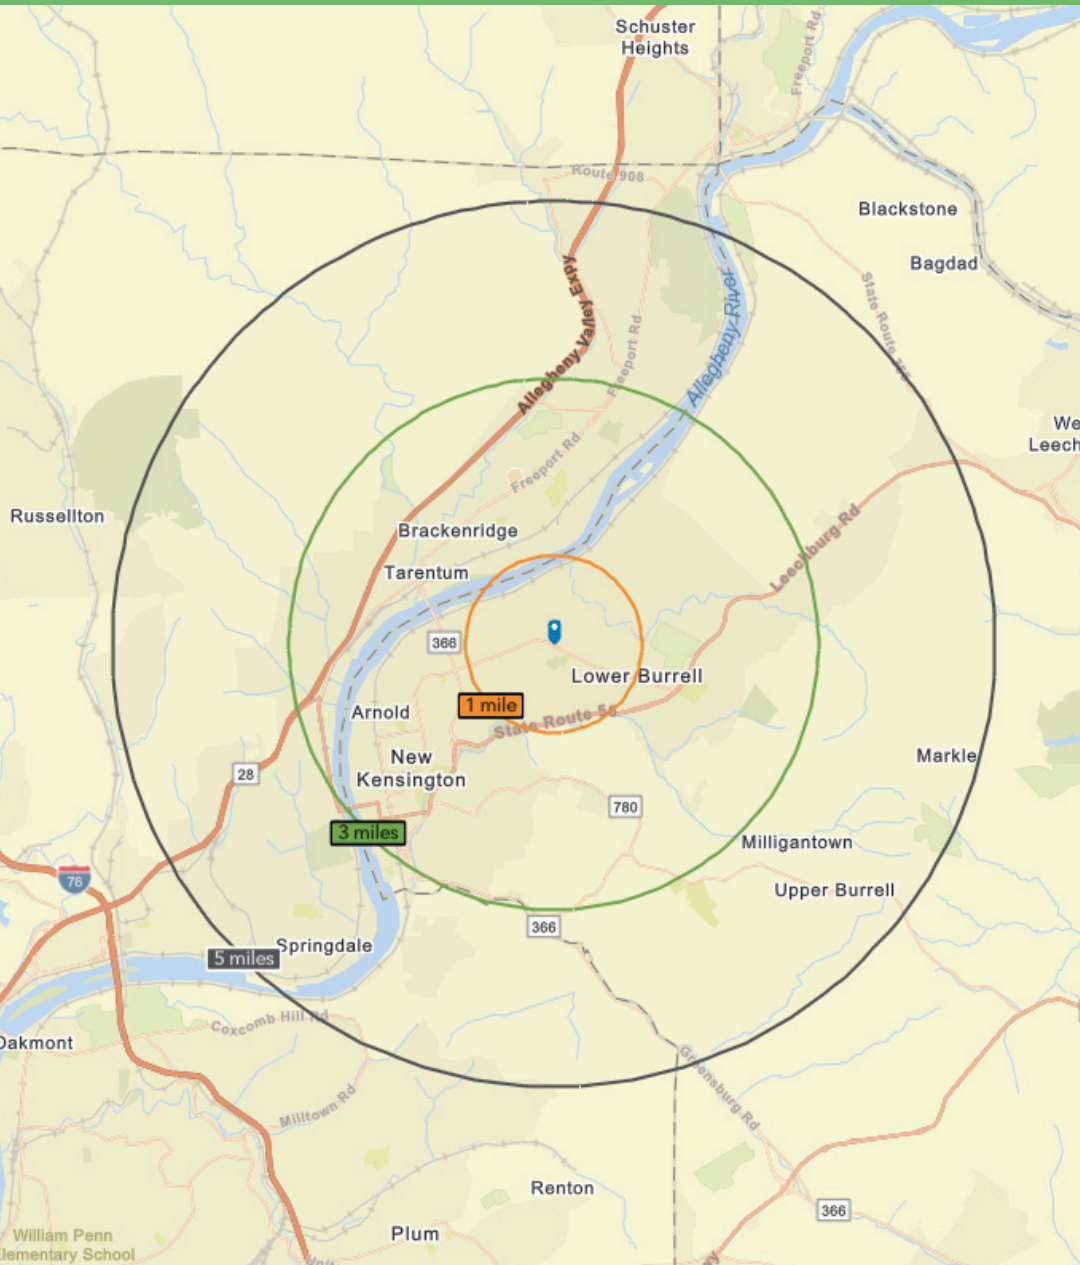 Schuster
Heights
Freeport Rd
Route 908
Blackstone
Bagdad
Allegheny Valley Expy
Allegheny River
State Route 356
Freeport Rd
We
Leech
Freeport Rd
Russellton
Brackenridge
Leechburg Rd
Tarentum
366
Lower Burrell
1 mile
Arnold
State Route 56
New
Kensington
Markle
28
780
3 miles
Milligantown
76
Upper Burrell
366
Springdale
5 miles
Coxcomb Hill Rd
Oakmont
Greensburg Rd
Milltown Rd
Renton
366
Plum
William Penn
Elementary School